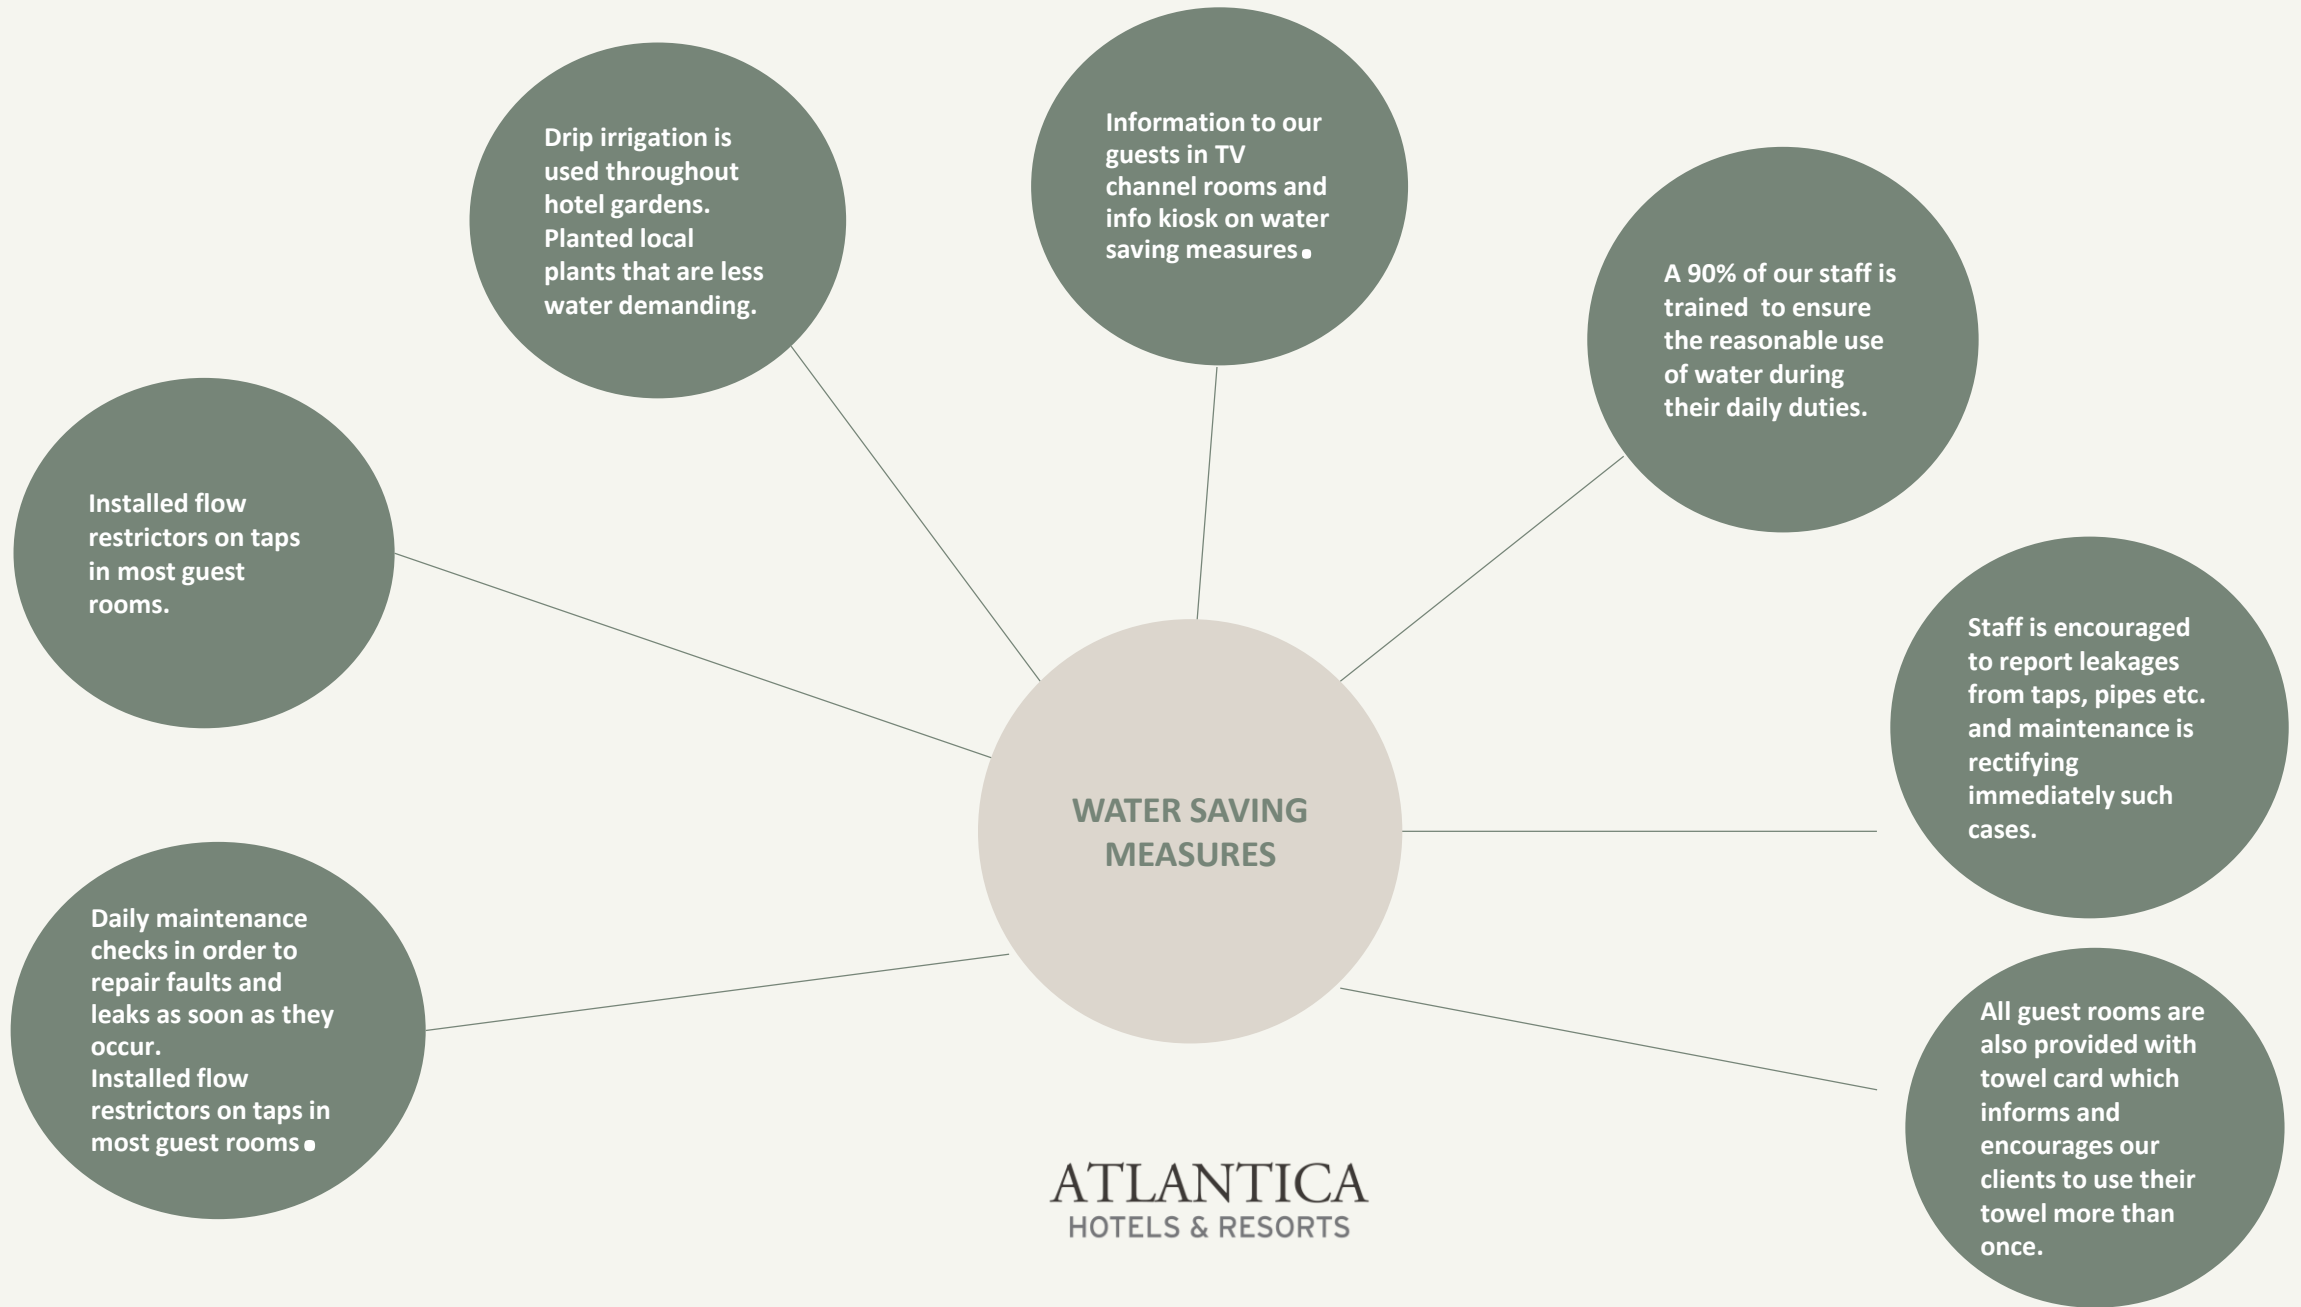 Information to our
guests in TV
channel rooms and
info kiosk on water
saving measures.
Drip irrigation is
used throughout
hotel gardens.
Planted local
plants that are less
water demanding.
A 90% of our staff is
trained  to ensure
the reasonable use
of water during
their daily duties.
Installed flow
restrictors on taps
in most guest
rooms.
Staff is encouraged
to report leakages
from taps, pipes etc.
and maintenance is
rectifying
immediately such
cases.
WATER SAVING
MEASURES
Daily maintenance
checks in order to
repair faults and
leaks as soon as they
occur.
Installed flow
restrictors on taps in
most guest rooms.
All guest rooms are
also provided with
towel card which
informs and
encourages our
clients to use their
towel more than
once.
ATLANTICA
HOTELS & RESORTS